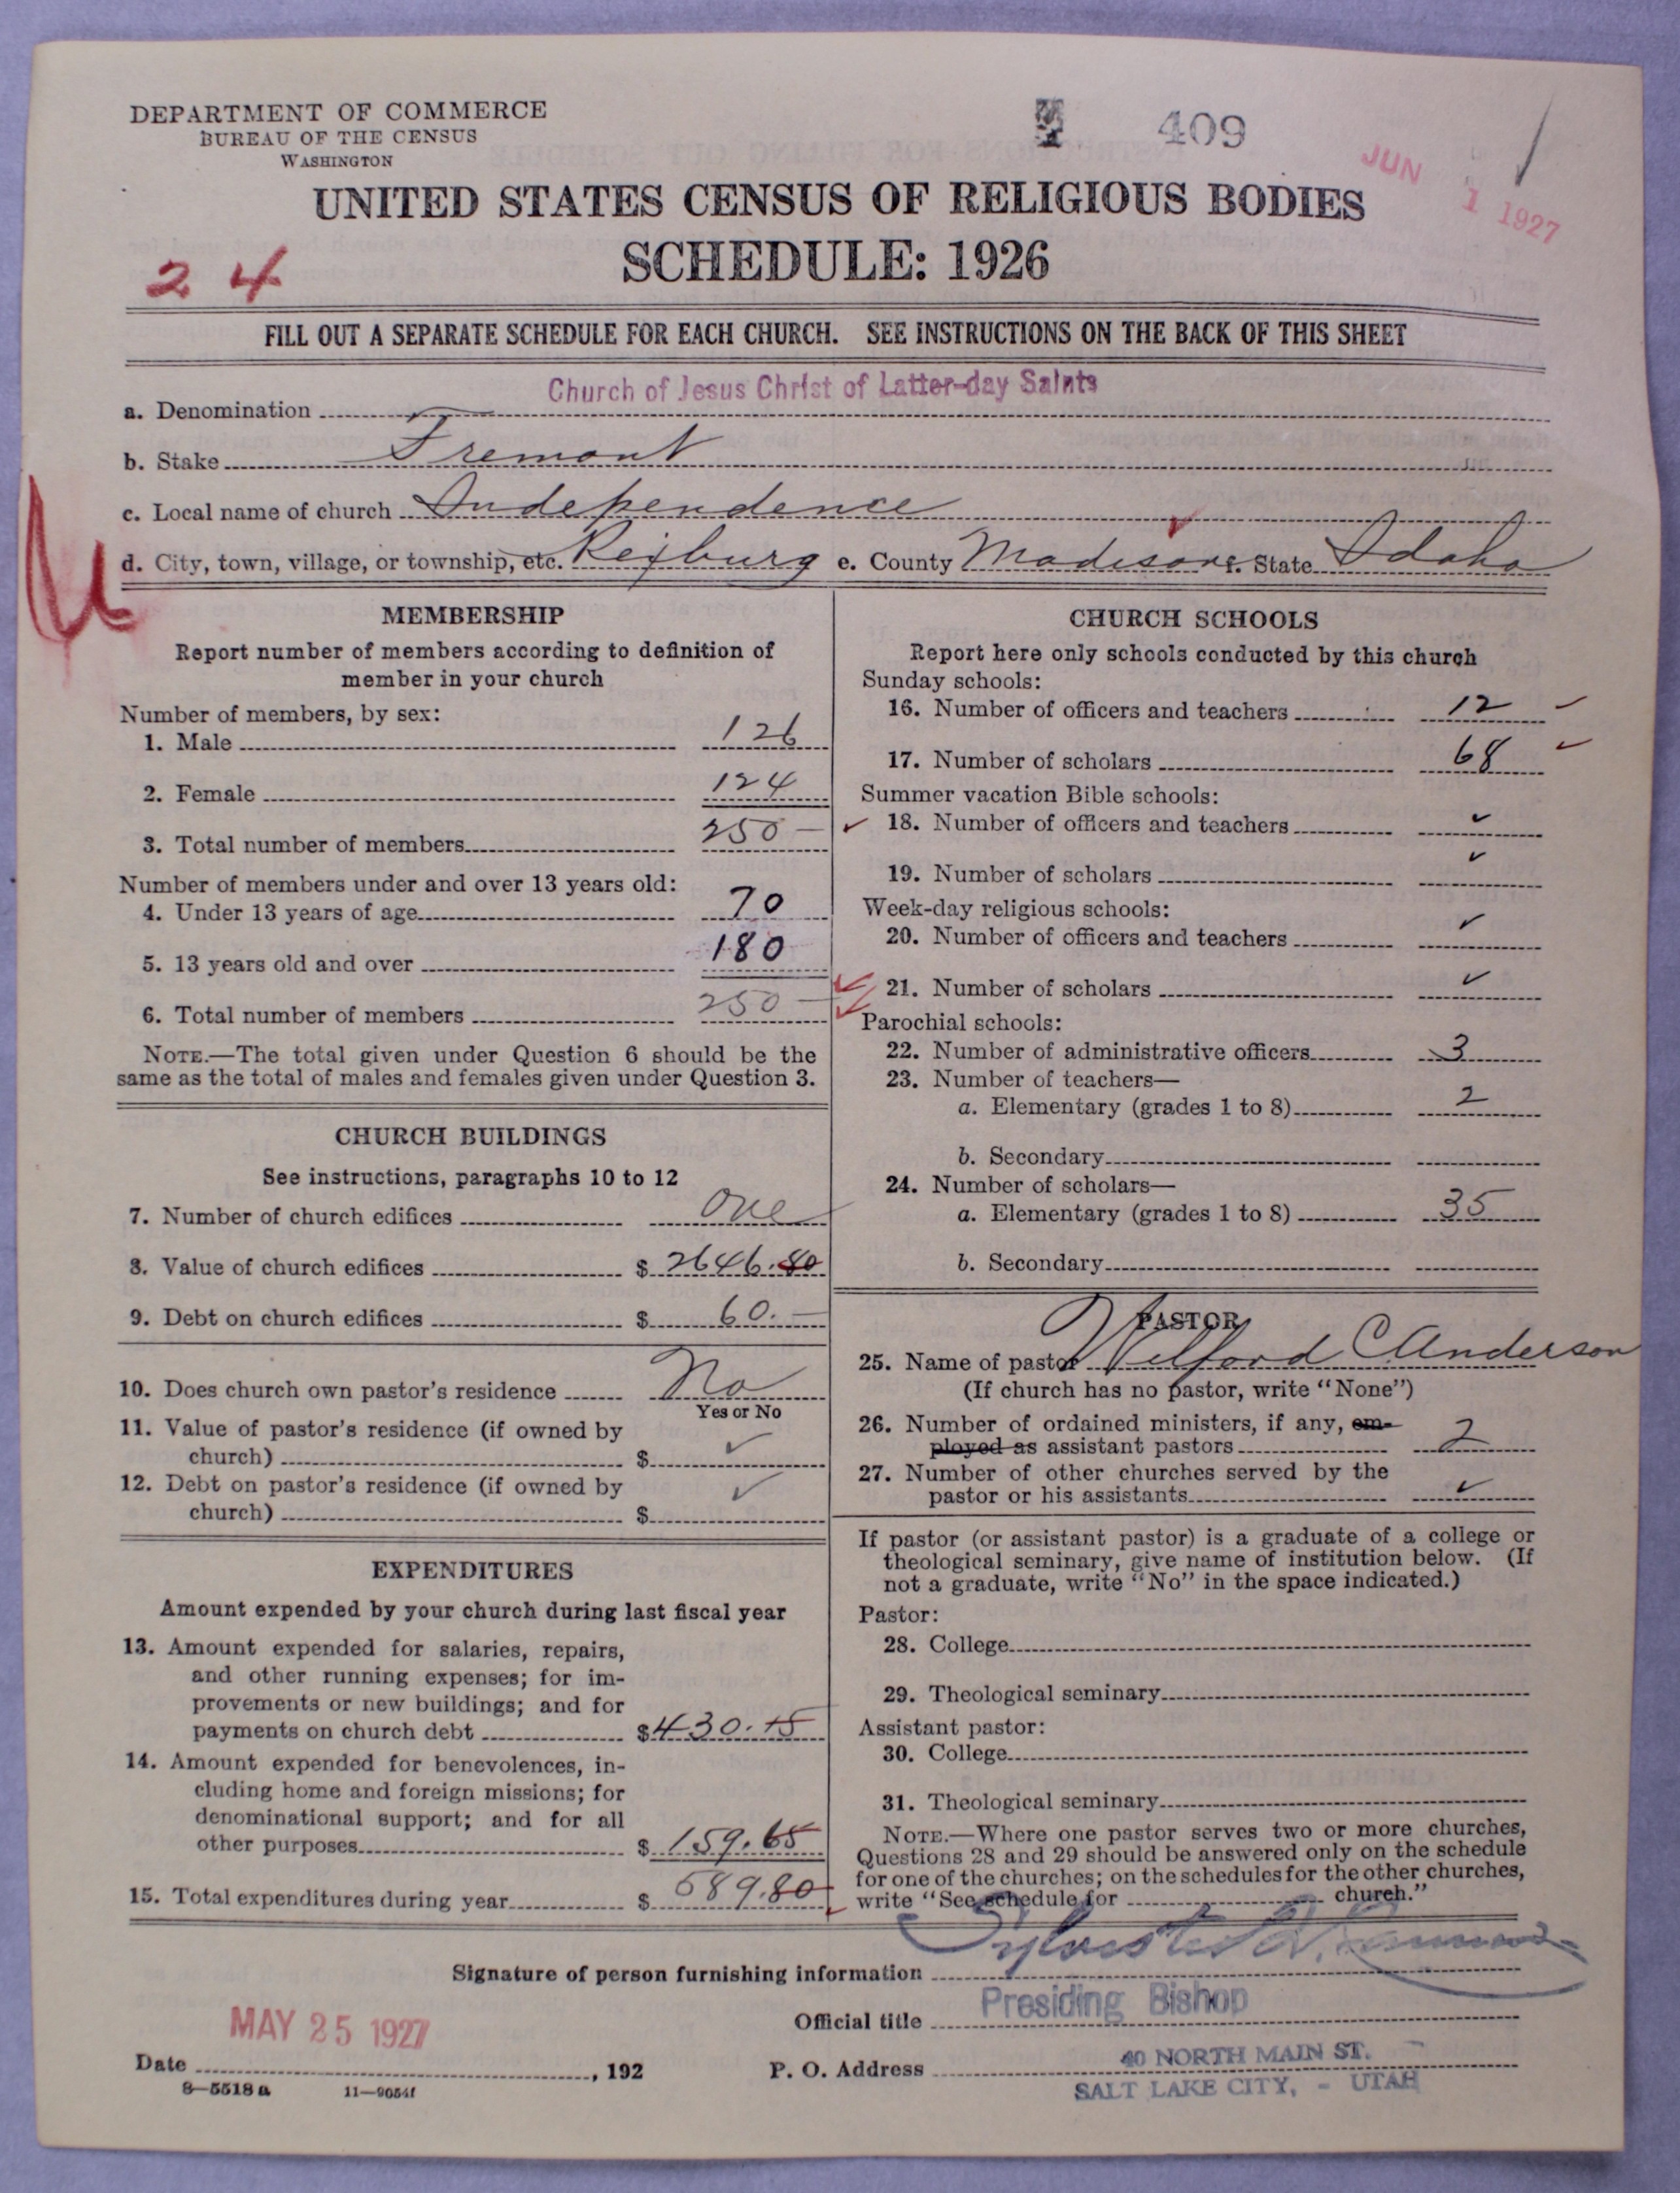 DEPARTMENT OF COMMERCE
BUREAU OF THE CENSUS
WASHINGTON
409
JUN 1 1927
UNITED STATES CENSUS OF RELIGIOUS BODIES
SCHEDULE: 1926
24
FILL OUT A SEPARATE SCHEDULE FOR EACH CHURCH. SEE INSTRUCTIONS ON THE BACK OF THIS SHEET
a. Denomination Church of Jesus Christ of Latter-day Saints
b. Stake Fremont
c. Local name of church Independence
d. City, town, village, or township, etc. Rexburg e. County Madison f. State Idaho
MEMBERSHIP
Report number of members according to definition of
member in your church
Number of members, by sex:
1. Male 126
2. Female 124
3. Total number of members 250 —
Number of members under and over 13 years old:
4. Under 13 years of age 70
5. 13 years old and over 180
6. Total number of members 250 —
NOTE.—The total given under Question 6 should be the
same as the total of males and females given under Question 3.
CHURCH BUILDINGS
See instructions, paragraphs 10 to 12
7. Number of church edifices One
8. Value of church edifices $ 2646.80
9. Debt on church edifices $ 60. —
10. Does church own pastor's residence No
Yes or No
11. Value of pastor's residence (if owned by
church) $ ✓
12. Debt on pastor's residence (if owned by
church) $ ✓
EXPENDITURES
Amount expended by your church during last fiscal year
13. Amount expended for salaries, repairs,
and other running expenses; for im-
provements or new buildings; and for
payments on church debt $ 430.15
14. Amount expended for benevolences, in-
cluding home and foreign missions; for
denominational support; and for all
other purposes $ 159.65
15. Total expenditures during year $ 589.80
CHURCH SCHOOLS
Report here only schools conducted by this church
Sunday schools:
16. Number of officers and teachers 12
17. Number of scholars 68
Summer vacation Bible schools:
18. Number of officers and teachers ✓
19. Number of scholars ✓
Week-day religious schools:
20. Number of officers and teachers ✓
21. Number of scholars ✓
Parochial schools:
22. Number of administrative officers 3
23. Number of teachers—
a. Elementary (grades 1 to 8) 2
b. Secondary
24. Number of scholars—
a. Elementary (grades 1 to 8) 35
b. Secondary
PASTOR
25. Name of pastor Wilford C. Anderson
(If church has no pastor, write "None")
26. Number of ordained ministers, if any, em-
ployed as assistant pastors 2
27. Number of other churches served by the
pastor or his assistants ✓
If pastor (or assistant pastor) is a graduate of a college or
theological seminary, give name of institution below. (If
not a graduate, write "No" in the space indicated.)
Pastor:
28. College
29. Theological seminary
Assistant pastor:
30. College
31. Theological seminary
NOTE.—Where one pastor serves two or more churches,
Questions 28 and 29 should be answered only on the schedule
for one of the churches; on the schedules for the other churches,
write "See schedule for church."
Signature of person furnishing information Sylvester Q. Cannon
Official title Presiding Bishop
MAY 25 1927
Date , 192
P. O. Address 40 NORTH MAIN ST.
SALT LAKE CITY, - UTAH
8—5518a 11—9054f